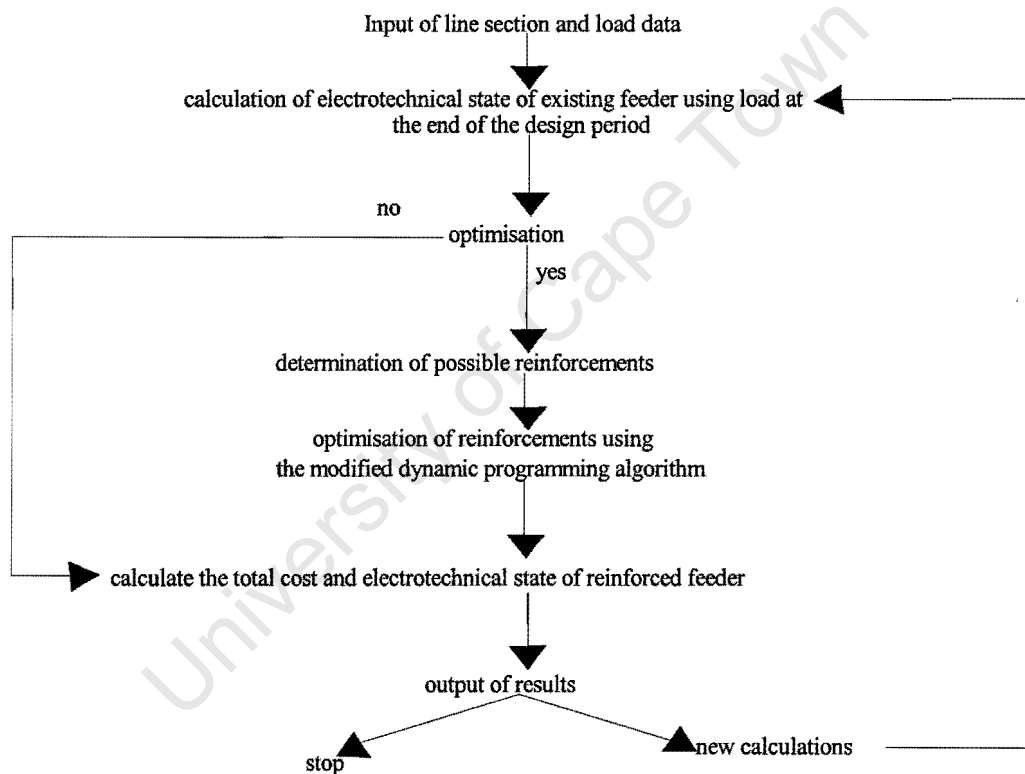 Input of line section and load data
calculation of electrotechnical state of existing feeder using load at
the end of the design period
no
optimisation
yes
determination of possible reinforcements
optimisation of reinforcements using
the modified dynamic programming algorithm
calculate the total cost and electrotechnical state of reinforced feeder
output of results
stop
new calculations
University of Cape Town